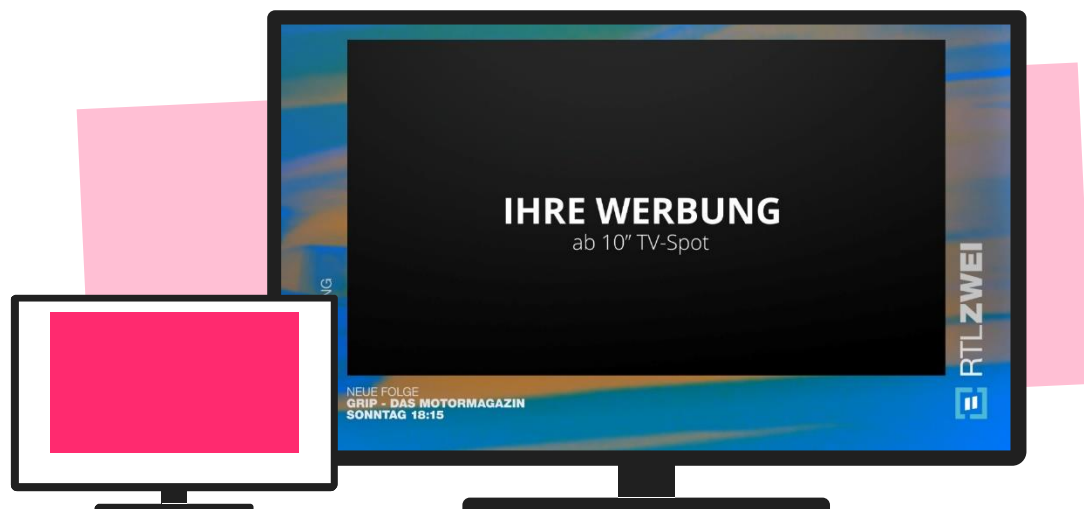 IHRE WERBUNG
ab 10” TV-Spot
RTLZWEI
NEUE FOLGE
GRIP - DAS MOTORMAGAZIN
SONNTAG 18:15